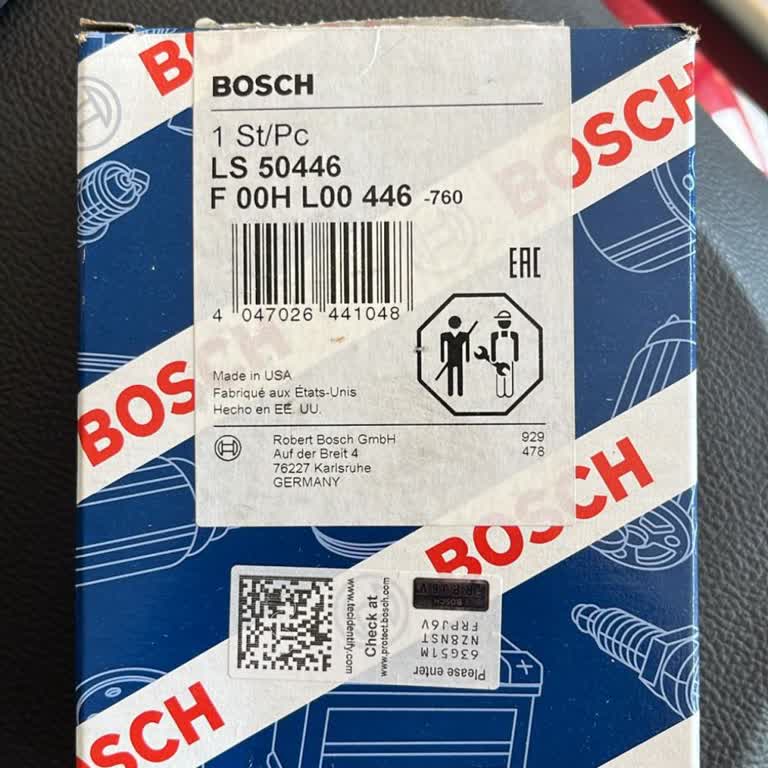 BOSCH
BOSCH
BOSCH
1 St/Pc
LS 50446
F 00H L00 446 -760
EAC
4 047026 441048
Made in USA
Fabriqué aux États-Unis
Hecho en EE. UU.
BOSCH
Robert Bosch GmbH
Auf der Breit 4
76227 Karlsruhe
GERMANY
929
478
BOSCH
www.tecidentify.com
Check at
www.protect.bosch.com
Please enter
63G51M
NZ8NST
FRPJ6V
BOSCH